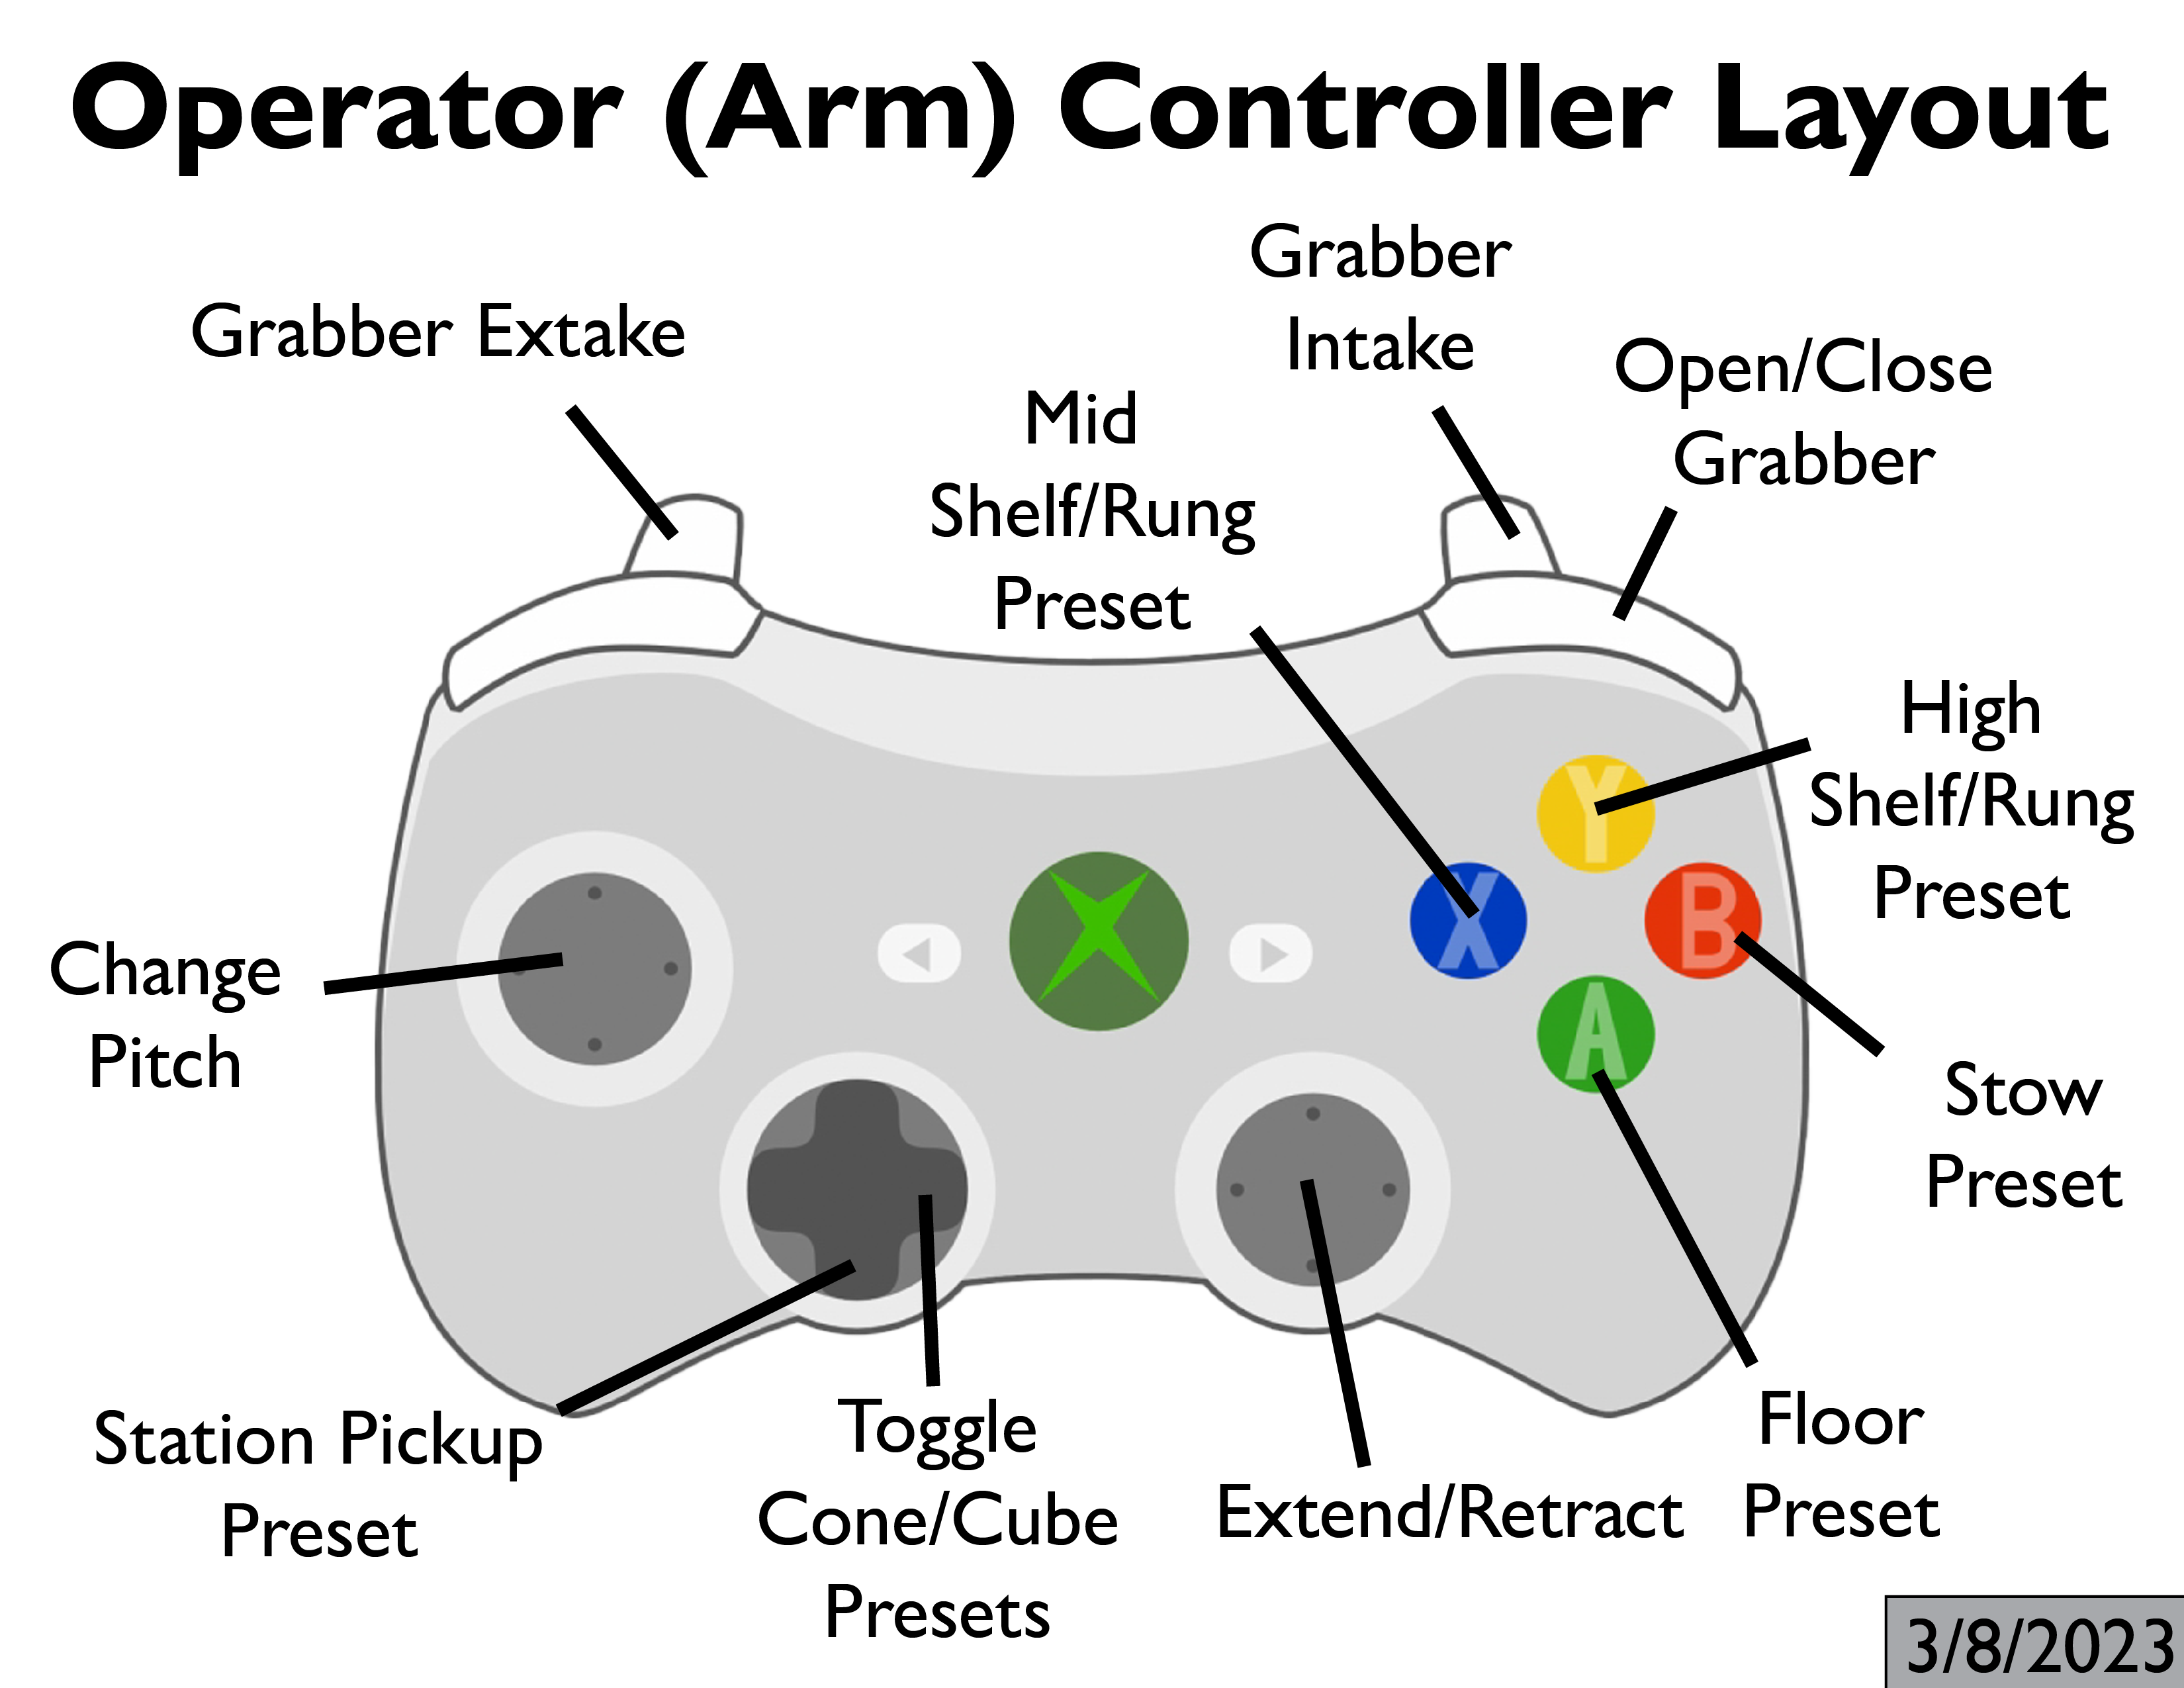 Operator (Arm) Controller Layout
Grabber Extake
Grabber
Intake
Open/Close
Grabber
Mid
Shelf/Rung
Preset
High
Shelf/Rung
Preset
Y
X
B
A
Change
Pitch
Stow
Preset
Station Pickup
Preset
Toggle
Cone/Cube
Presets
Extend/Retract
Floor
Preset
3/8/2023